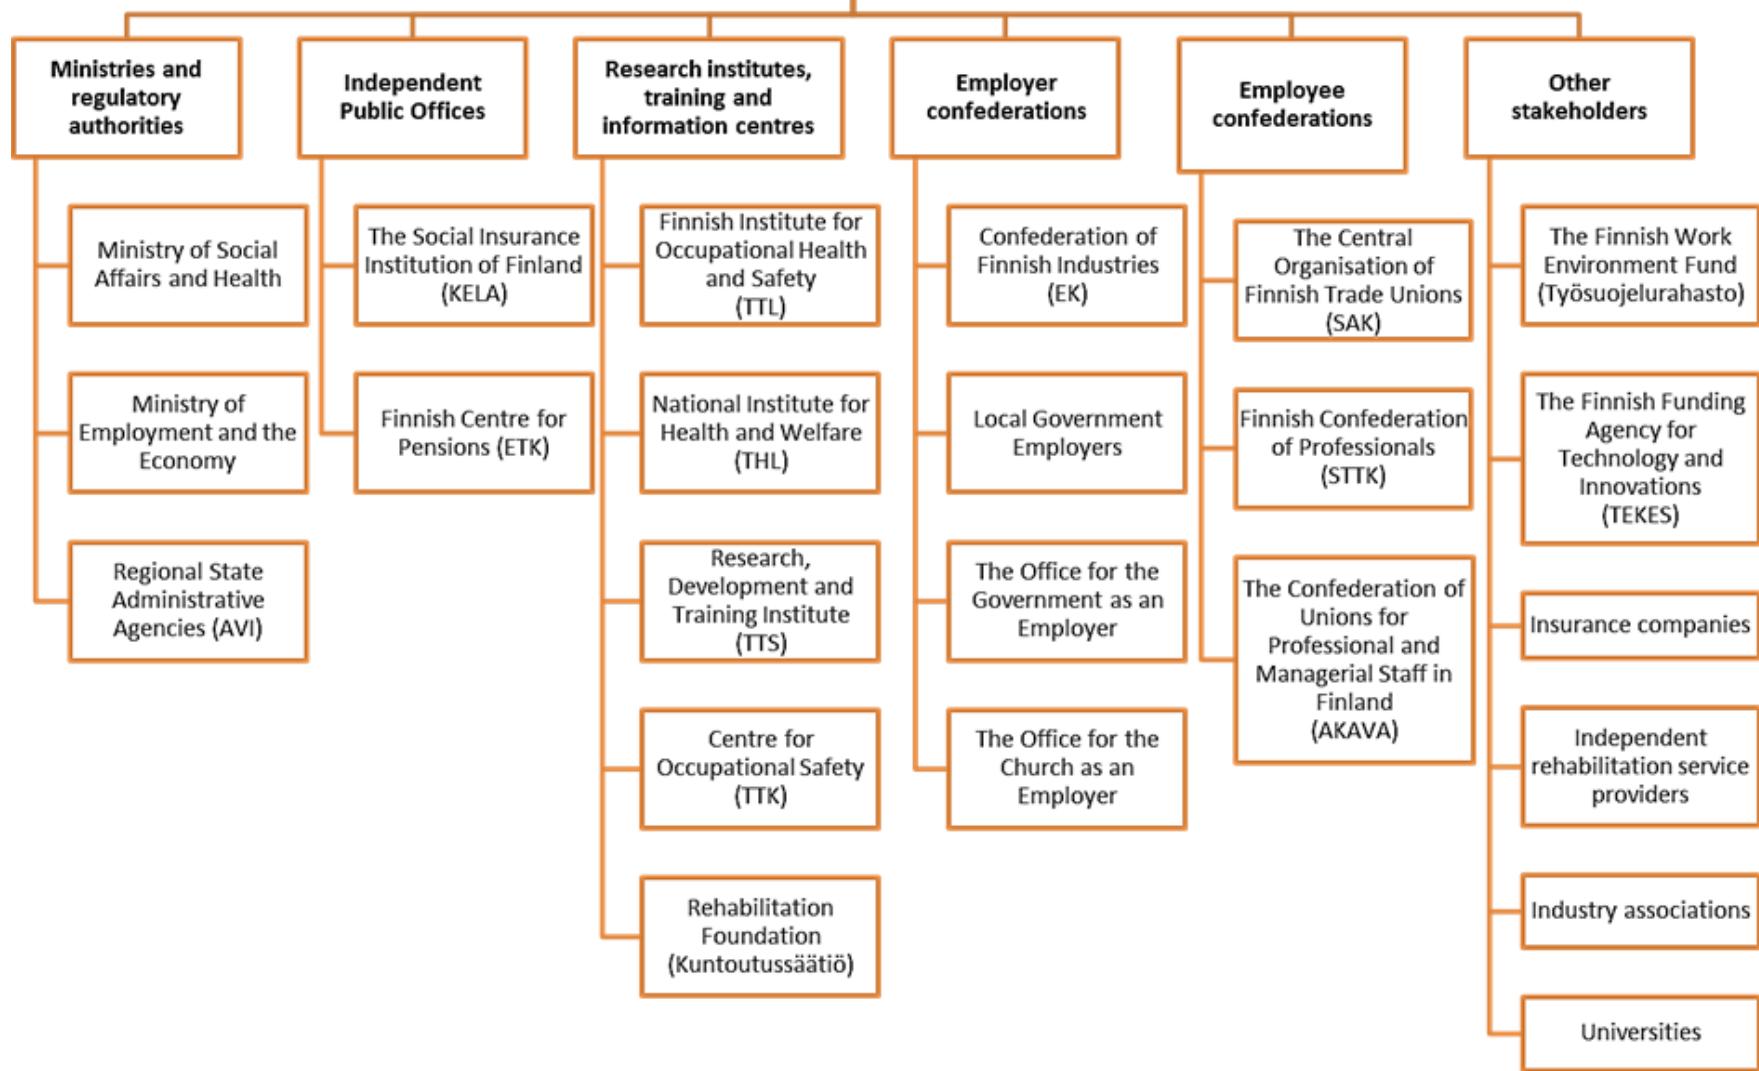 Ministries and
regulatory
authorities
Ministry of Social
Affairs and Health
Ministry of
Employment and the
Economy
Regional State
Administrative
Agencies (AVI)
Independent
Public Offices
The Social Insurance
Institution of Finland
(KELA)
Finnish Centre for
Pensions (ETK)
Research institutes,
training and
information centres
Finnish Institute for
Occupational Health
and Safety
(TTL)
National Institute for
Health and Welfare
(THL)
Research,
Development and
Training Institute
(TTS)
Centre for
Occupational Safety
(TTK)
Rehabilitation
Foundation
(Kuntoutussäätiö)
Employer
confederations
Confederation of
Finnish Industries
(EK)
Local Government
Employers
The Office for the
Government as an
Employer
The Office for the
Church as an
Employer
Employee
confederations
The Central
Organisation of
Finnish Trade Unions
(SAK)
Finnish Confederation
of Professionals
(STTK)
The Confederation of
Unions for
Professional and
Managerial Staff in
Finland
(AKAVA)
Other
stakeholders
The Finnish Work
Environment Fund
(Työsuojelurahasto)
The Finnish Funding
Agency for
Technology and
Innovations
(TEKES)
Insurance companies
Independent
rehabilitation service
providers
Industry associations
Universities